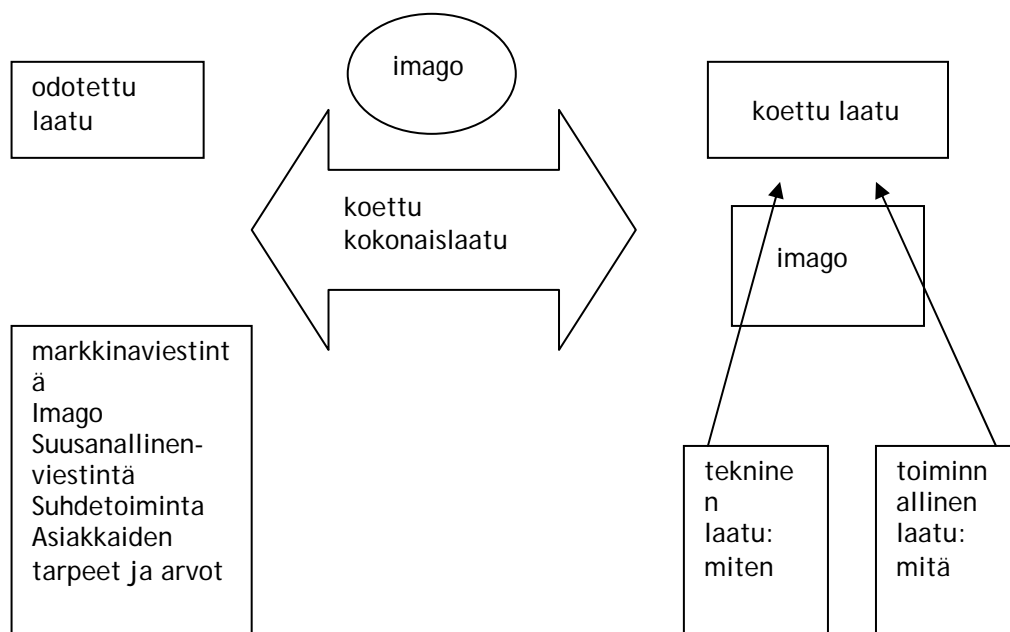 imago
odotettu
laatu
koettu laatu
koettu
kokonaislaatu
imago
markkinaviestint
ä
Imago
Suusanallinen-
viestintä
Suhdetoiminta
Asiakkaiden
tarpeet ja arvot
teknine
n
laatu:
miten
toiminn
allinen
laatu:
mitä